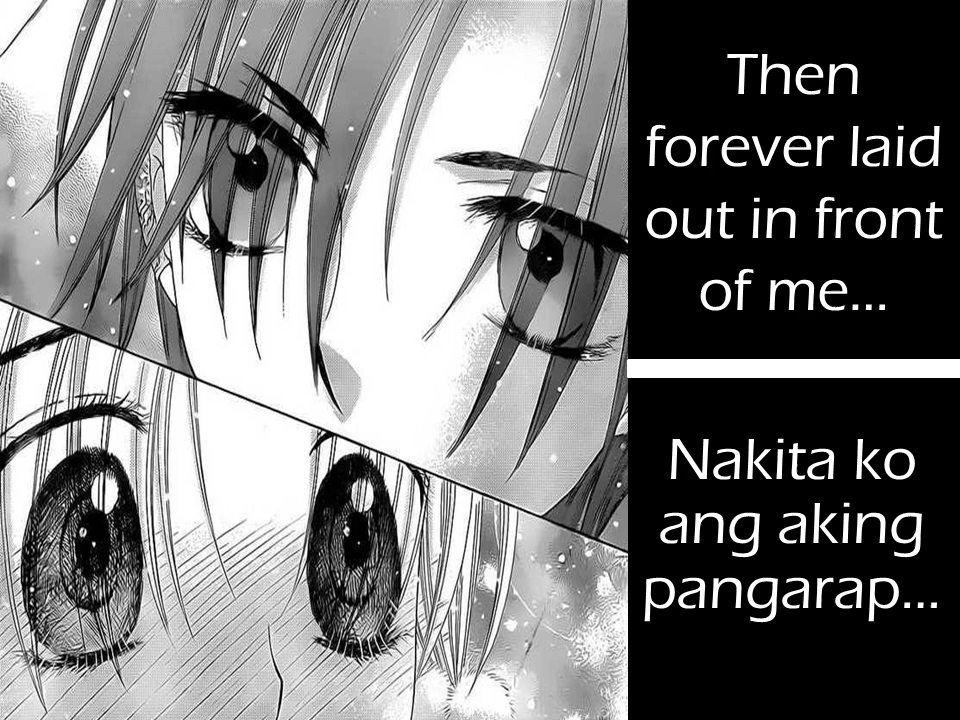 Then
forever laid
out in front
of me...
Nakita ko
ang aking
pangarap...